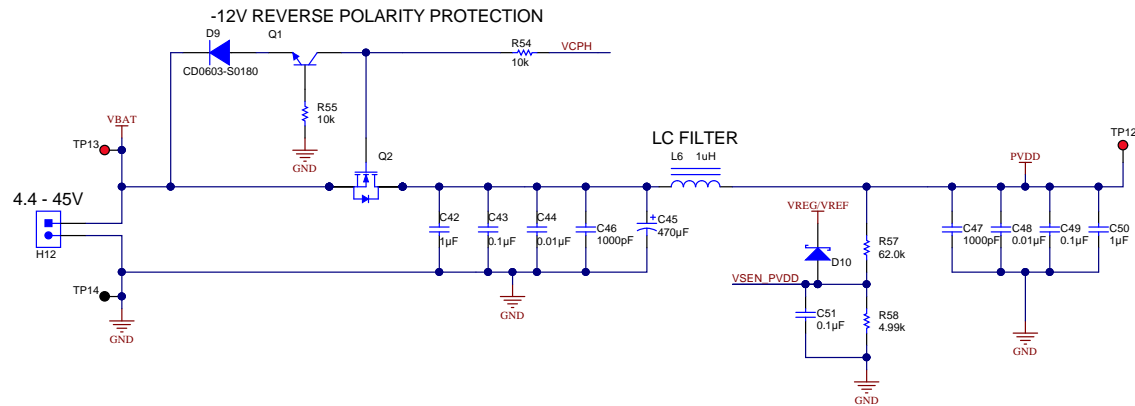 -12V REVERSE POLARITY PROTECTION
D9
Q1
CD0603-S0180
R54
10k
VCPH
R55
10k
GND
VBAT
TP13
Q2
4.4 - 45V
H12
TP14
GND
C42
1µF
C43
0.1µF
C44
0.01µF
C46
1000pF
+
C45
470µF
GND
LC FILTER
L6 1uH
VREG/VREF
D10
VSEN_PVDD
C51
0.1µF
R57
62.0k
R58
4.99k
GND
PVDD
TP12
C47
1000pF
C48
0.01µF
C49
0.1µF
C50
1µF
GND